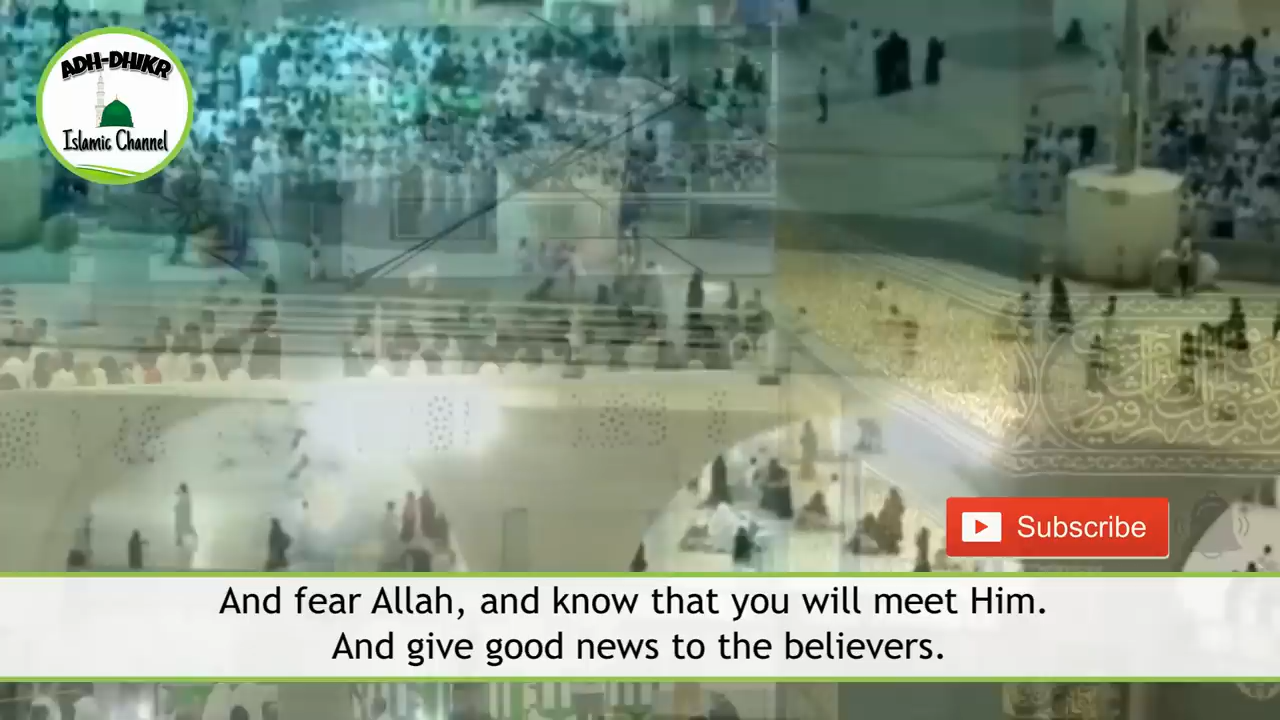 ADH-DHIKR
Islamic Channel
Subscribe
And fear Allah, and know that you will meet Him.
And give good news to the believers.